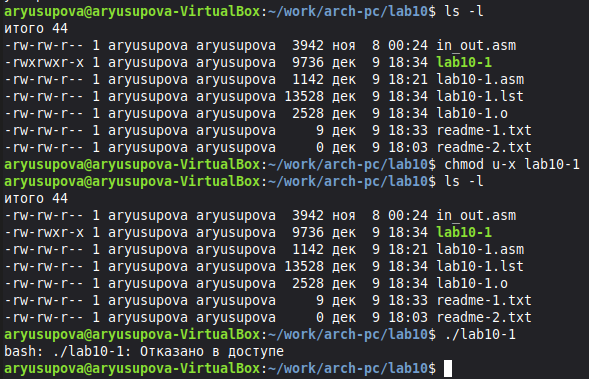 aryusupova@aryusupova-VirtualBox:~/work/arch-pc/lab10$ ls -l
итого 44
-rw-rw-r-- 1 aryusupova aryusupova  3942 ноя  8 00:24 in_out.asm
-rwxrwxr-x 1 aryusupova aryusupova  9736 дек  9 18:34 lab10-1
-rw-rw-r-- 1 aryusupova aryusupova  1142 дек  9 18:21 lab10-1.asm
-rw-rw-r-- 1 aryusupova aryusupova 13528 дек  9 18:34 lab10-1.lst
-rw-rw-r-- 1 aryusupova aryusupova  2528 дек  9 18:34 lab10-1.o
-rw-rw-r-- 1 aryusupova aryusupova     9 дек  9 18:33 readme-1.txt
-rw-rw-r-- 1 aryusupova aryusupova     0 дек  9 18:03 readme-2.txt
aryusupova@aryusupova-VirtualBox:~/work/arch-pc/lab10$ chmod u-x lab10-1
aryusupova@aryusupova-VirtualBox:~/work/arch-pc/lab10$ ls -l
итого 44
-rw-rw-r-- 1 aryusupova aryusupova  3942 ноя  8 00:24 in_out.asm
-rw-rwxr-x 1 aryusupova aryusupova  9736 дек  9 18:34 lab10-1
-rw-rw-r-- 1 aryusupova aryusupova  1142 дек  9 18:21 lab10-1.asm
-rw-rw-r-- 1 aryusupova aryusupova 13528 дек  9 18:34 lab10-1.lst
-rw-rw-r-- 1 aryusupova aryusupova  2528 дек  9 18:34 lab10-1.o
-rw-rw-r-- 1 aryusupova aryusupova     9 дек  9 18:33 readme-1.txt
-rw-rw-r-- 1 aryusupova aryusupova     0 дек  9 18:03 readme-2.txt
aryusupova@aryusupova-VirtualBox:~/work/arch-pc/lab10$ ./lab10-1
bash: ./lab10-1: Отказано в доступе
aryusupova@aryusupova-VirtualBox:~/work/arch-pc/lab10$